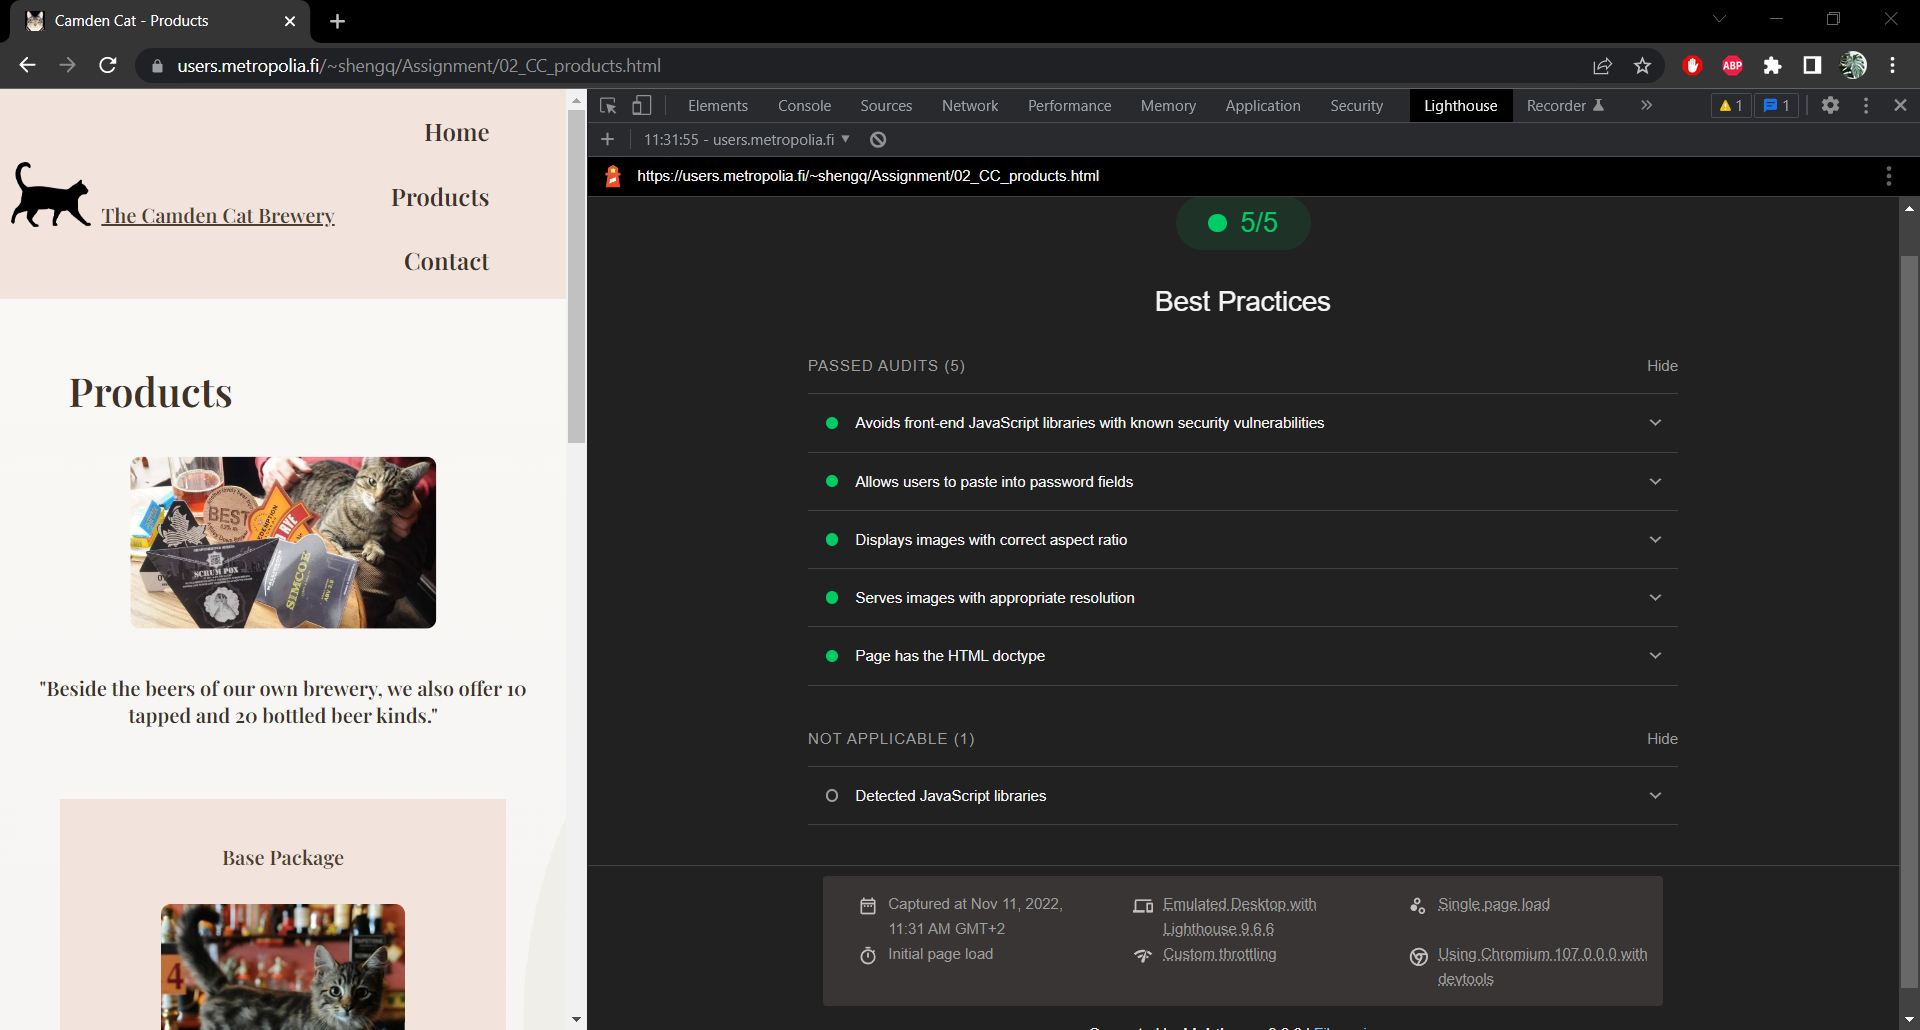 Camden Cat - Products
users.metropolia.fi/~shengq/Assignment/02_CC_products.html
ABP
Home
Products
Contact
The Camden Cat Brewery
Products
BEST
RYE
SCRUM POX
SIMCOE
"Beside the beers of our own brewery, we also offer 10
tapped and 20 bottled beer kinds."
Base Package
4
Elements Console Sources Network Performance Memory Application Security Lighthouse Recorder » 1 1
11:31:55 - users.metropolia.fi
https://users.metropolia.fi/~shengq/Assignment/02_CC_products.html
5/5
Best Practices
PASSED AUDITS (5) Hide
Avoids front-end JavaScript libraries with known security vulnerabilities
Allows users to paste into password fields
Displays images with correct aspect ratio
Serves images with appropriate resolution
Page has the HTML doctype
NOT APPLICABLE (1) Hide
Detected JavaScript libraries
Captured at Nov 11, 2022,
11:31 AM GMT+2
Initial page load
Emulated Desktop with
Lighthouse 9.6.6
Custom throttling
Single page load
Using Chromium 107.0.0.0 with
devtools